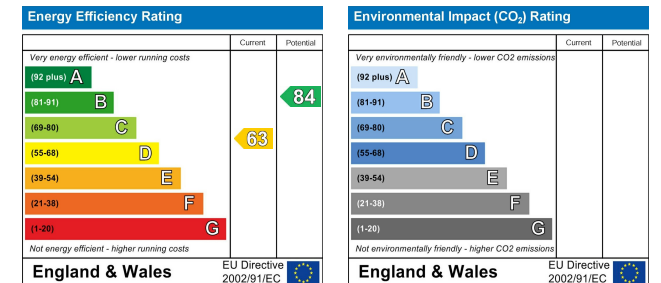 Energy Efficiency Rating
Current Potential
Very energy efficient - lower running costs
(92 plus) A
(81-91) B
84
(69-80) C
63
(55-68) D
(39-54) E
(21-38) F
(1-20) G
Not energy efficient - higher running costs
England & Wales
EU Directive
2002/91/EC
Environmental Impact (CO₂) Rating
Current Potential
Very environmentally friendly - lower CO2 emissions
(92 plus) A
(81-91) B
(69-80) C
(55-68) D
(39-54) E
(21-38) F
(1-20) G
Not environmentally friendly - higher CO2 emissions
England & Wales
EU Directive
2002/91/EC